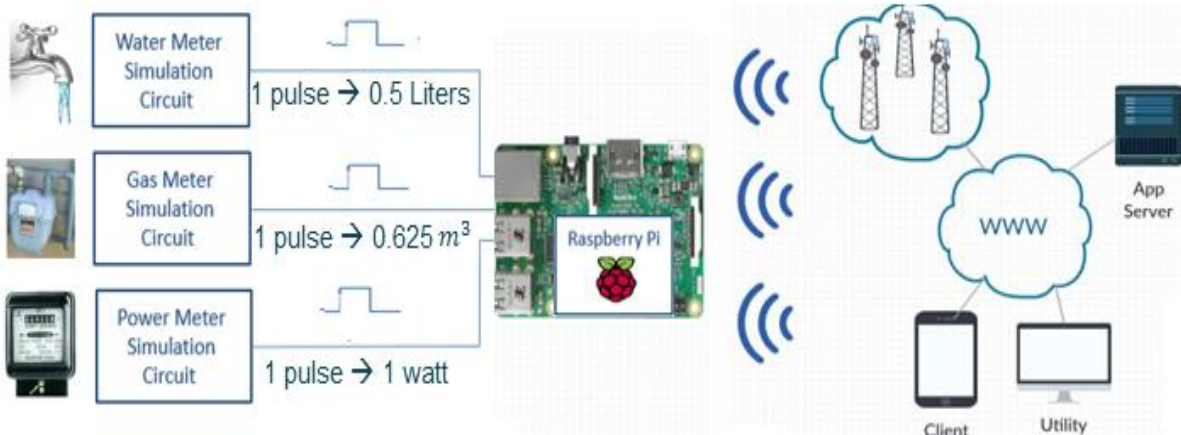 Water Meter
Simulation
Circuit
1 pulse → 0.5 Liters
Gas Meter
Simulation
Circuit
1 pulse → 0.625 m³
Power Meter
Simulation
Circuit
1 pulse → 1 watt
Raspberry Pi
www
App
Server
Client
Utility